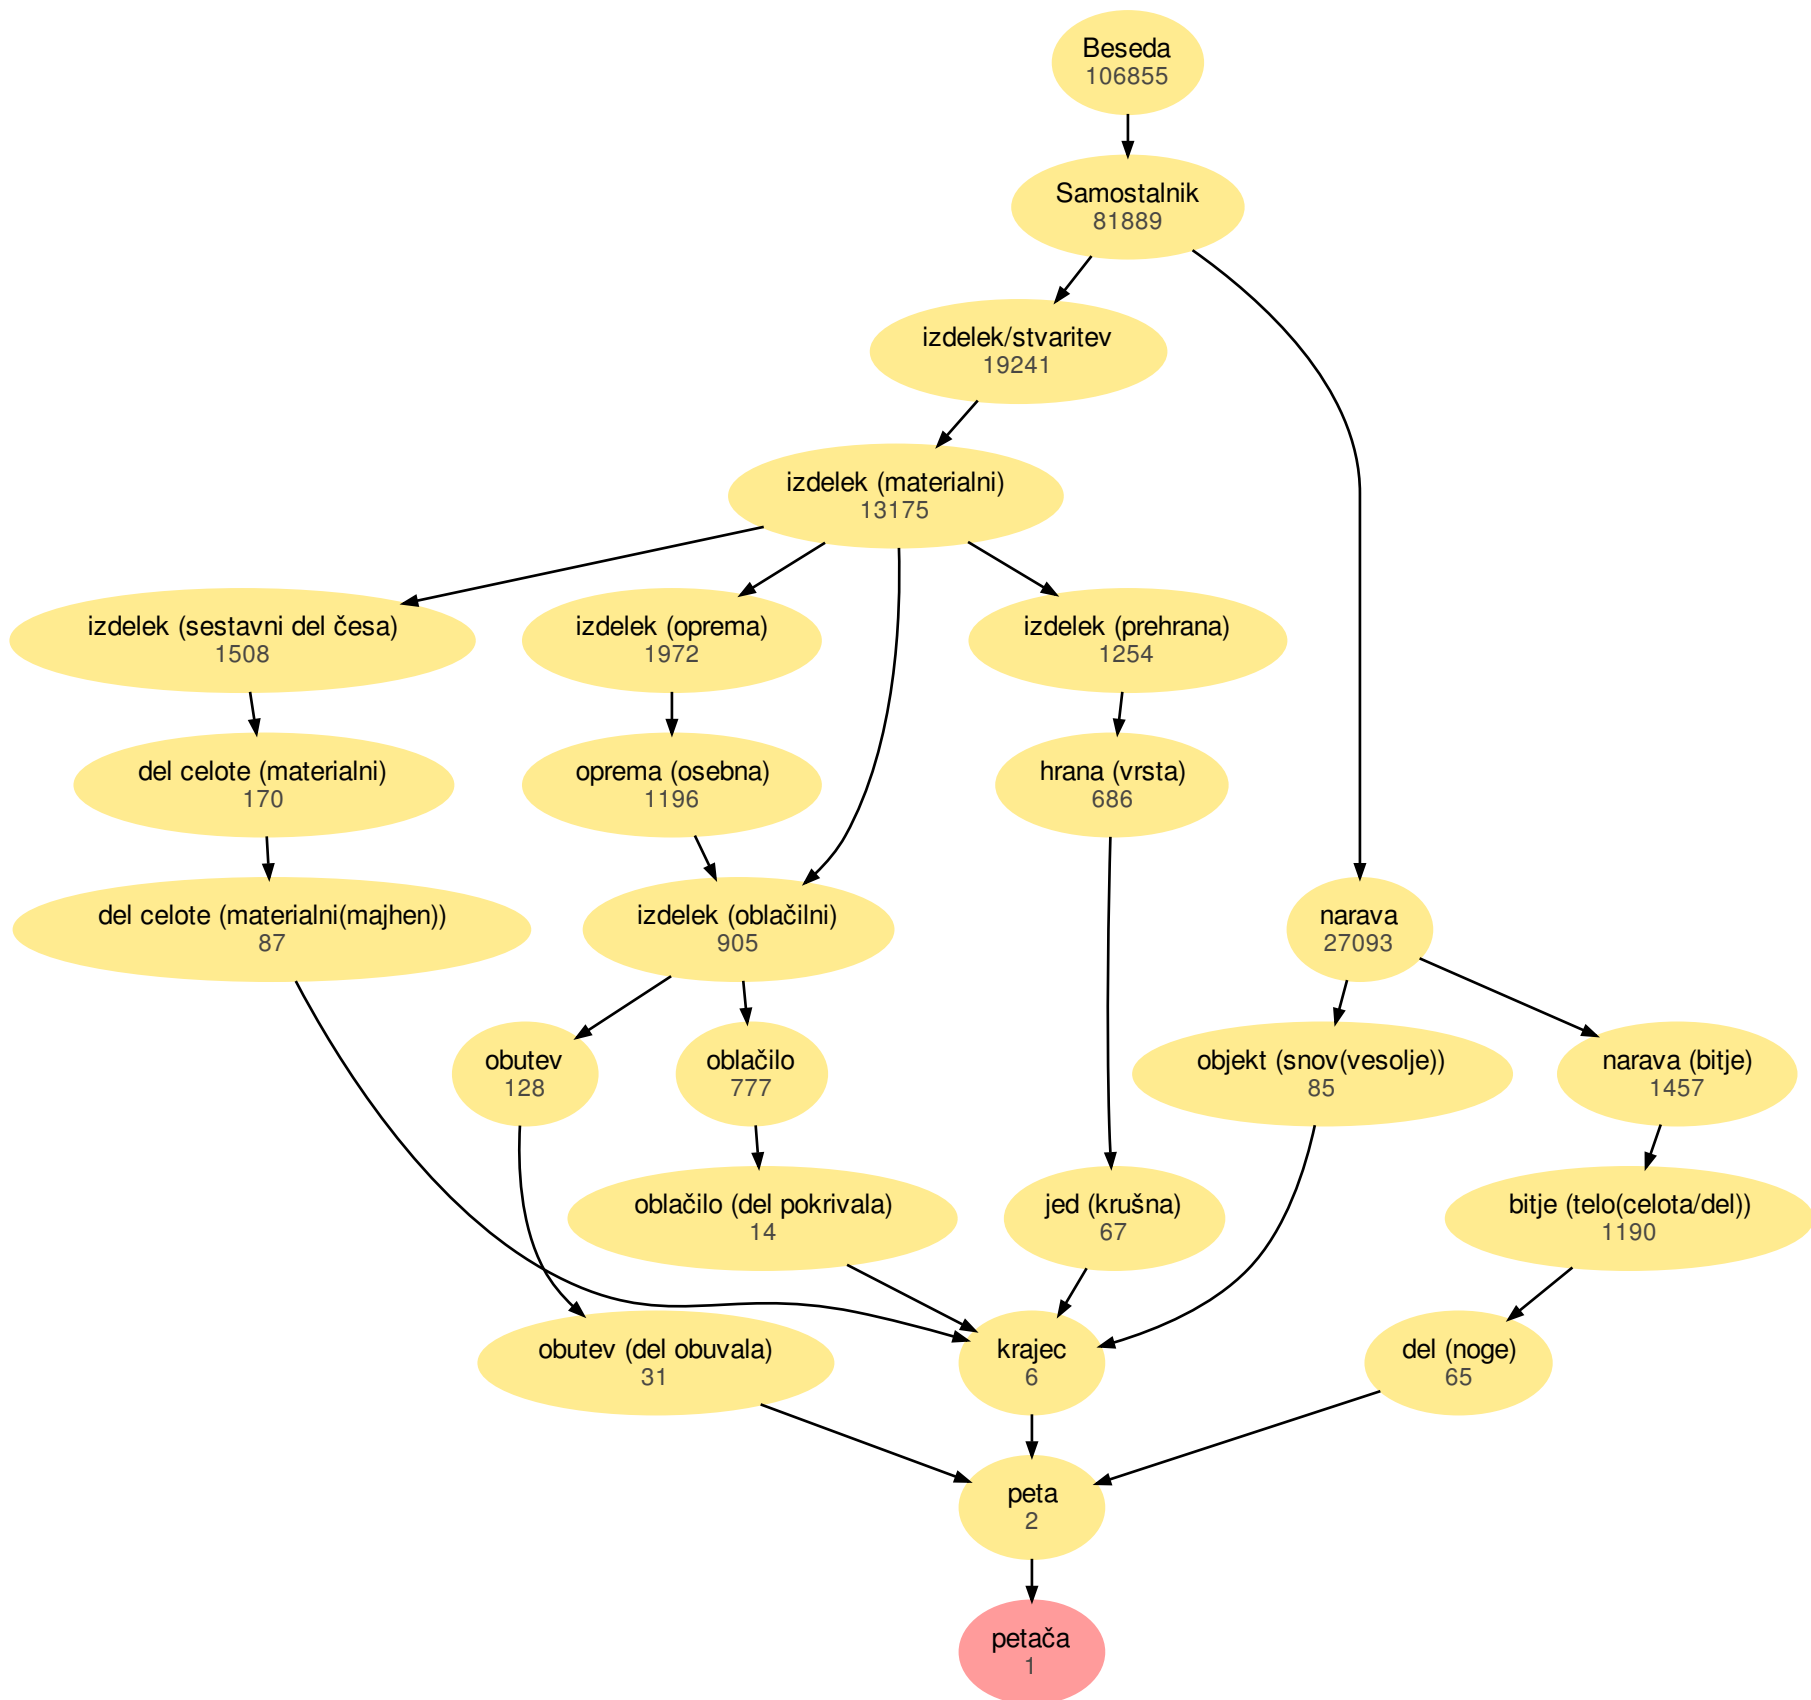 Beseda
106855
Samostalnik
81889
izdelek/stvaritev
19241
izdelek (materialni)
13175
izdelek (sestavni del česa)
1508
izdelek (oprema)
1972
izdelek (prehrana)
1254
del celote (materialni)
170
oprema (osebna)
1196
hrana (vrsta)
686
del celote (materialni(majhen))
87
izdelek (oblačilni)
905
narava
27093
obutev
128
oblačilo
777
objekt (snov(vesolje))
85
narava (bitje)
1457
oblačilo (del pokrivala)
14
jed (krušna)
67
bitje (telo(celota/del))
1190
obutev (del obuvala)
31
krajec
6
del (noge)
65
peta
2
petača
1